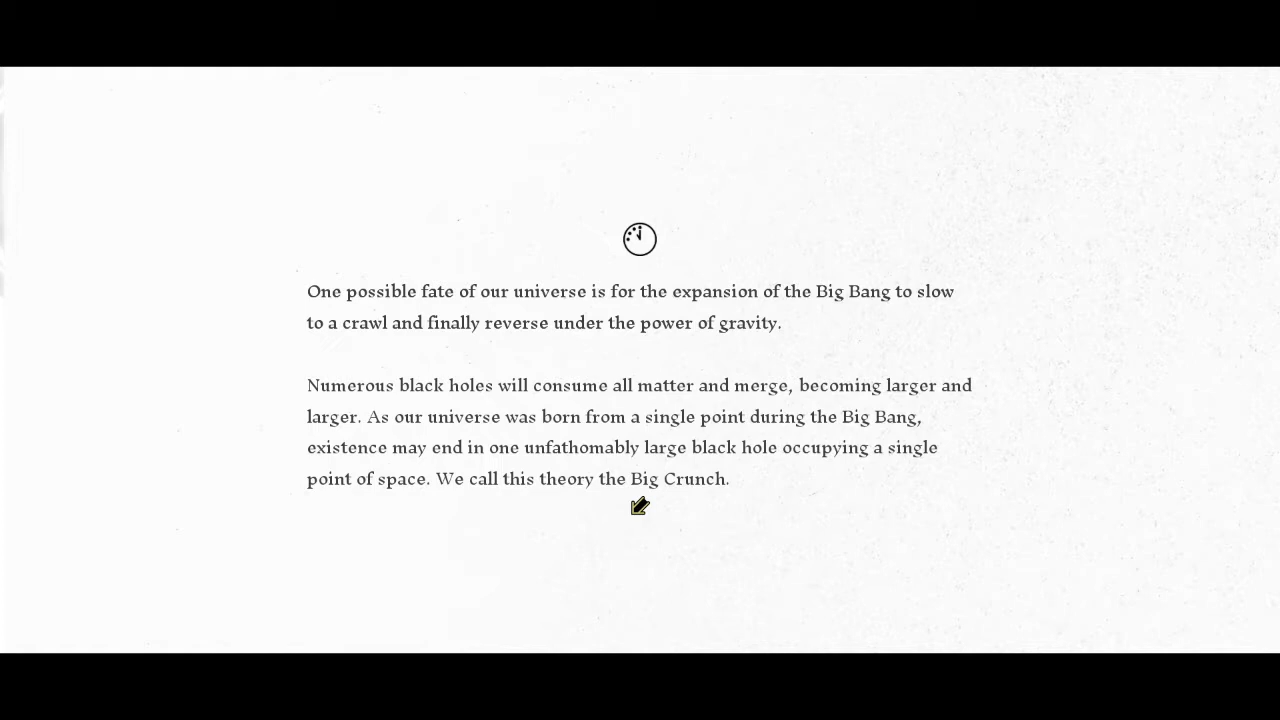 One possible fate of our universe is for the expansion of the Big Bang to slow
to a crawl and finally reverse under the power of gravity.
Numerous black holes will consume all matter and merge, becoming larger and
larger. As our universe was born from a single point during the Big Bang,
existence may end in one unfathomably large black hole occupying a single
point of space. We call this theory the Big Crunch.